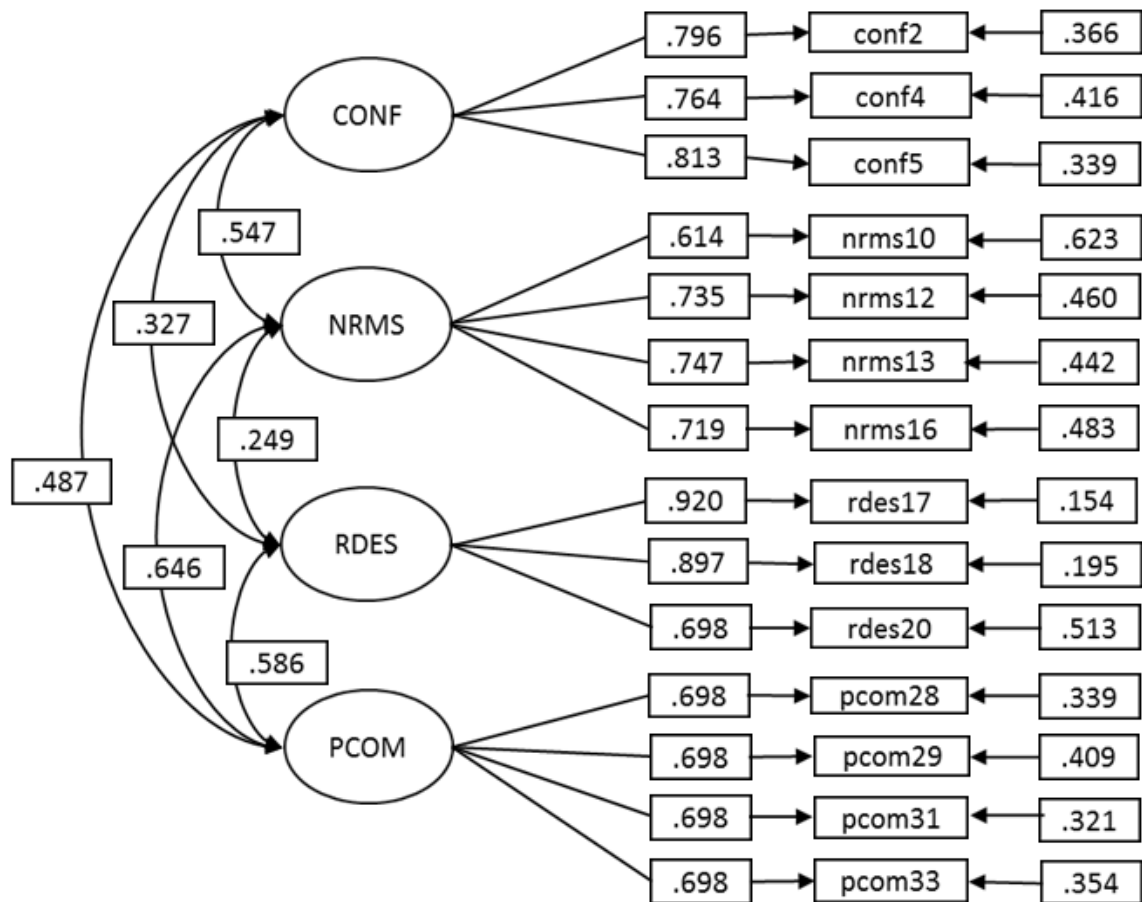 .796 conf2 .366
CONF .764 conf4 .416
.813 conf5 .339
.547
.614 nrms10 .623
.327 NRMS .735 nrms12 .460
.747 nrms13 .442
.249 .719 nrms16 .483
.487
.920 rdes17 .154
.646 RDES .897 rdes18 .195
.698 rdes20 .513
.586
.698 pcom28 .339
PCOM .698 pcom29 .409
.698 pcom31 .321
.698 pcom33 .354